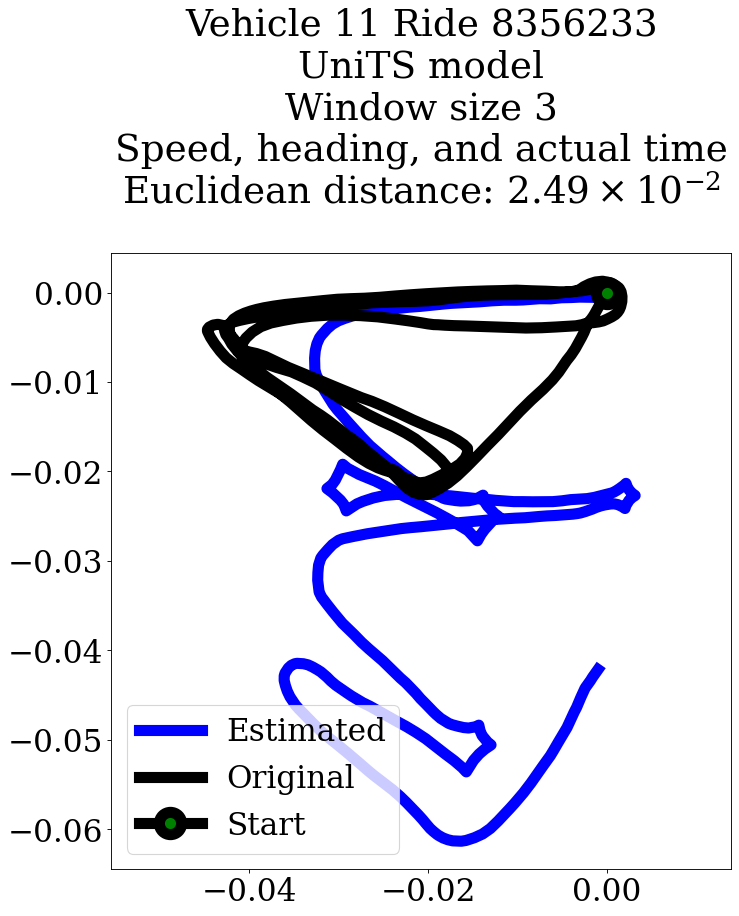 Vehicle 11 Ride 8356233
UniTS model
Window size 3
Speed, heading, and actual time
Euclidean distance: 2.49 × 10⁻²
0.00
−0.01
−0.02
−0.03
−0.04
−0.05
−0.06
Estimated
Original
Start
−0.04
−0.02
0.00